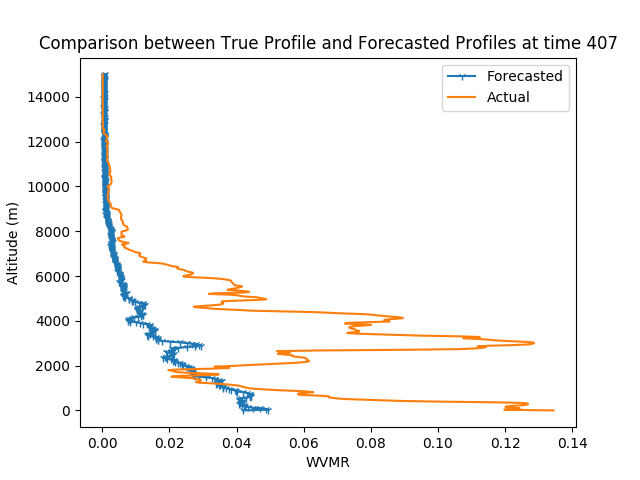 Comparison between True Profile and Forecasted Profiles at time 407
Forecasted
Actual
14000
12000
10000
8000
6000
4000
2000
0
Altitude (m)
0.00 0.02 0.04 0.06 0.08 0.10 0.12 0.14
WVMR